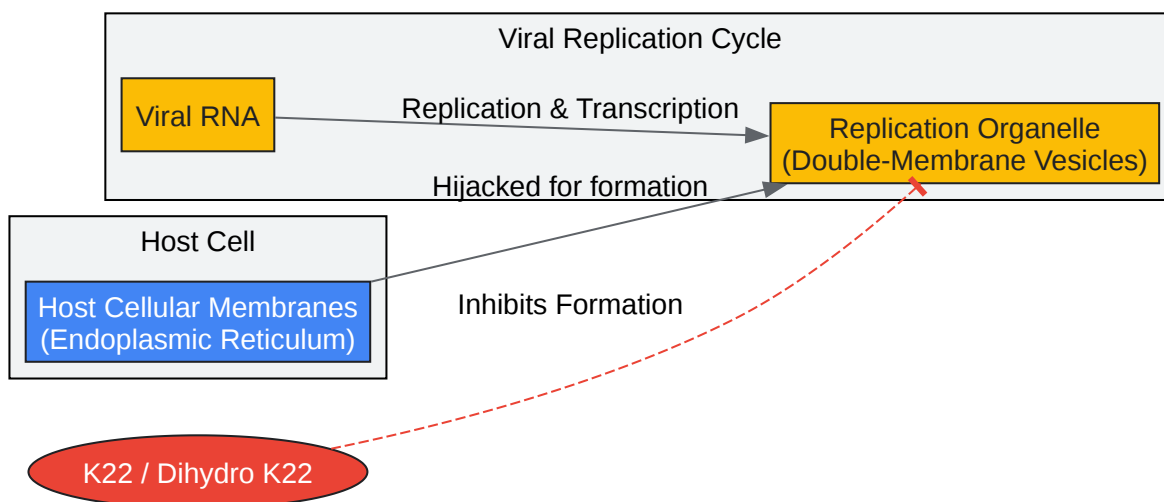 Viral Replication Cycle
Viral RNA
Replication & Transcription
Replication Organelle
(Double-Membrane Vesicles)
Hijacked for formation
Host Cell
Host Cellular Membranes
(Endoplasmic Reticulum)
Inhibits Formation
K22 / Dihydro K22